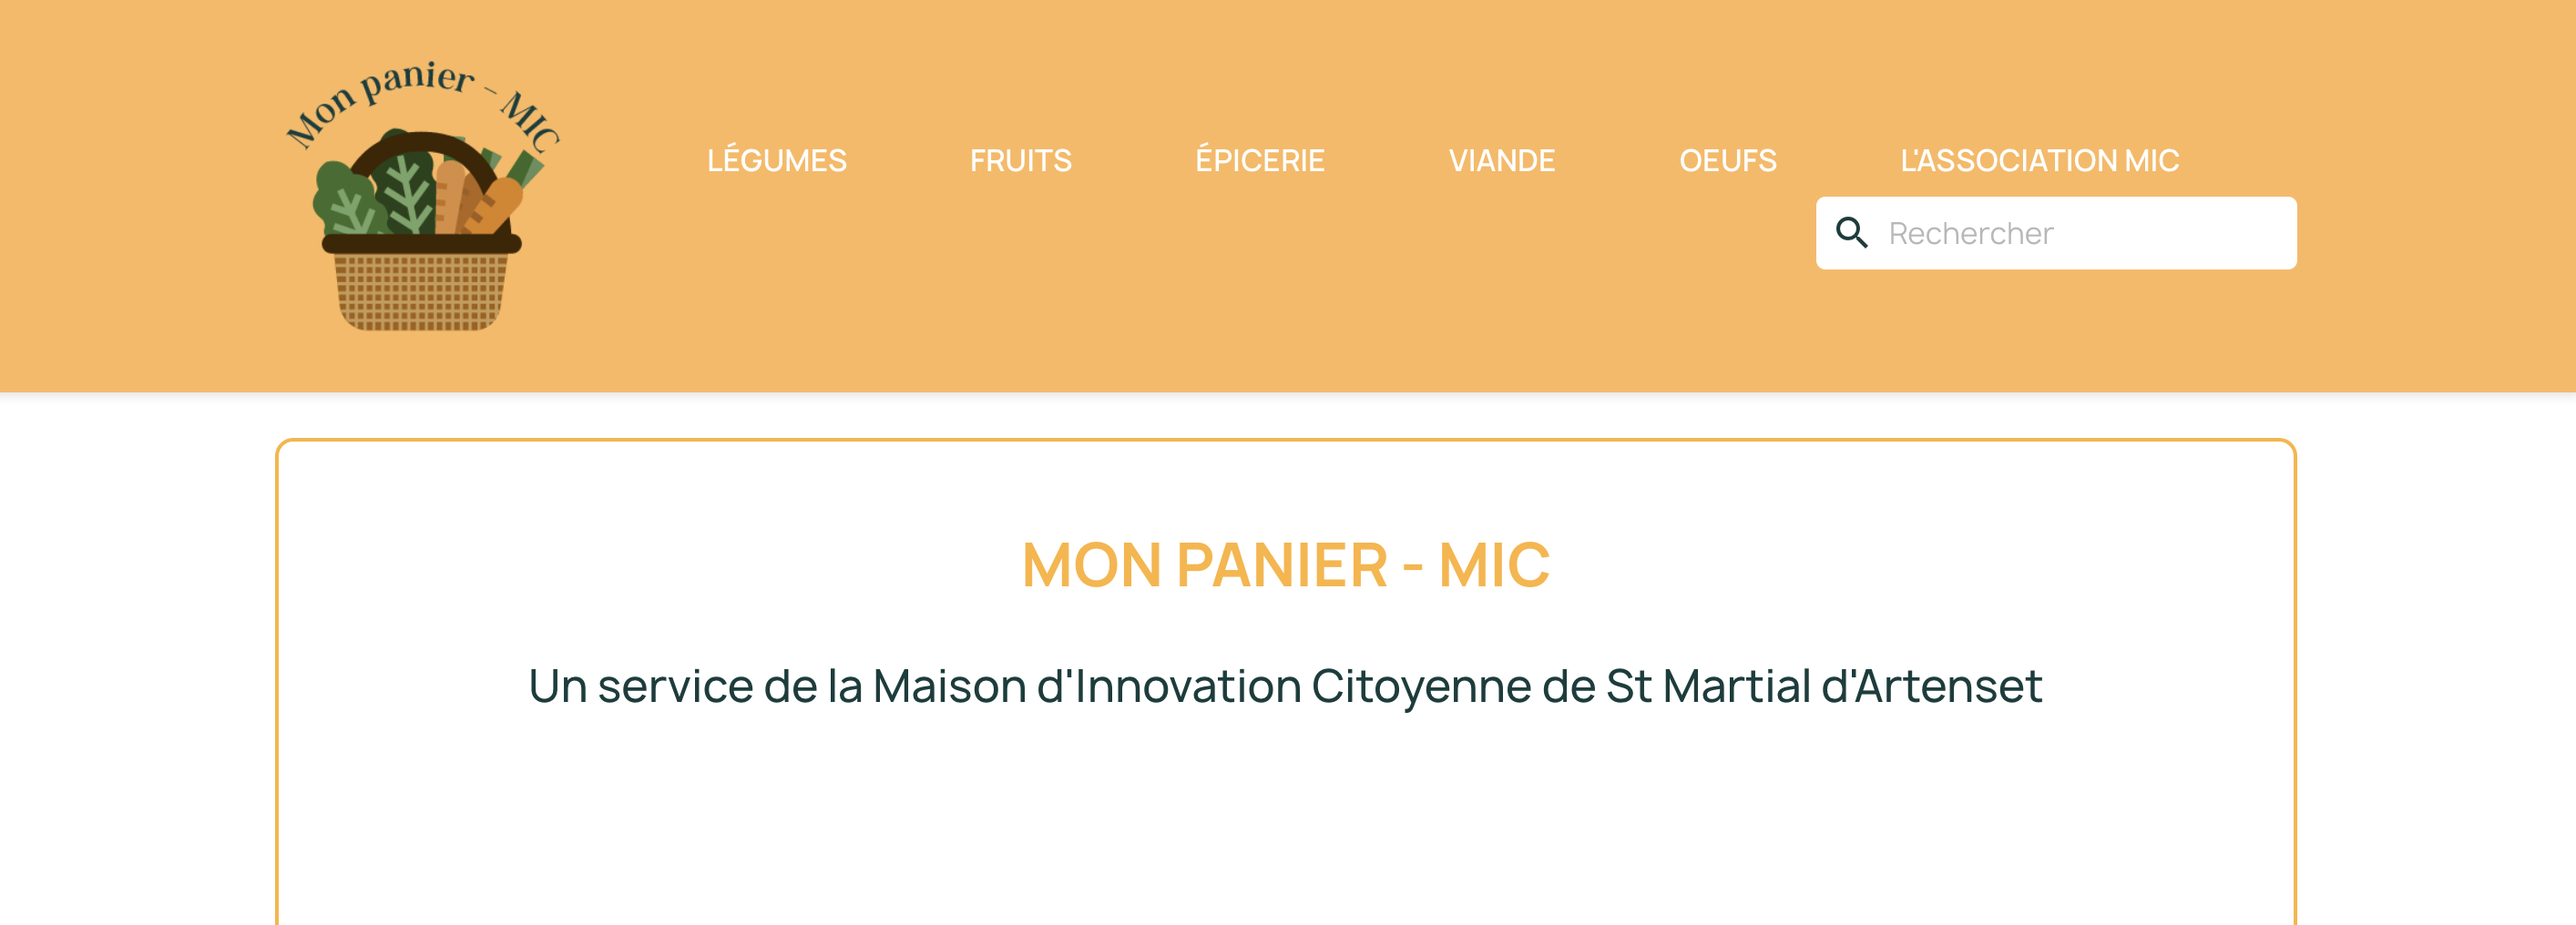 Mon panier - MIC
LÉGUMES FRUITS ÉPICERIE VIANDE OEUFS L'ASSOCIATION MIC
Rechercher
MON PANIER - MIC
Un service de la Maison d'Innovation Citoyenne de St Martial d'Artenset